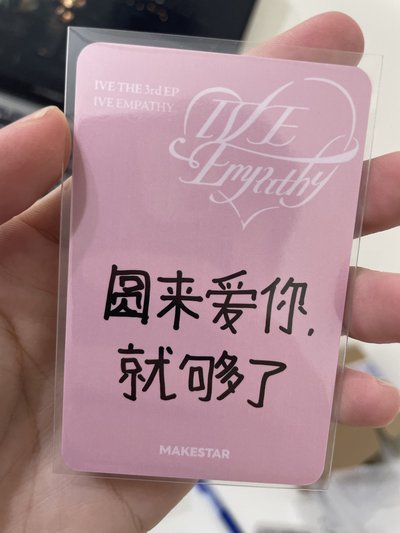 IVE THE 3rd EP
IVE EMPATHY
IVE
Empathy
圆来爱你,
就够了
MAKESTAR